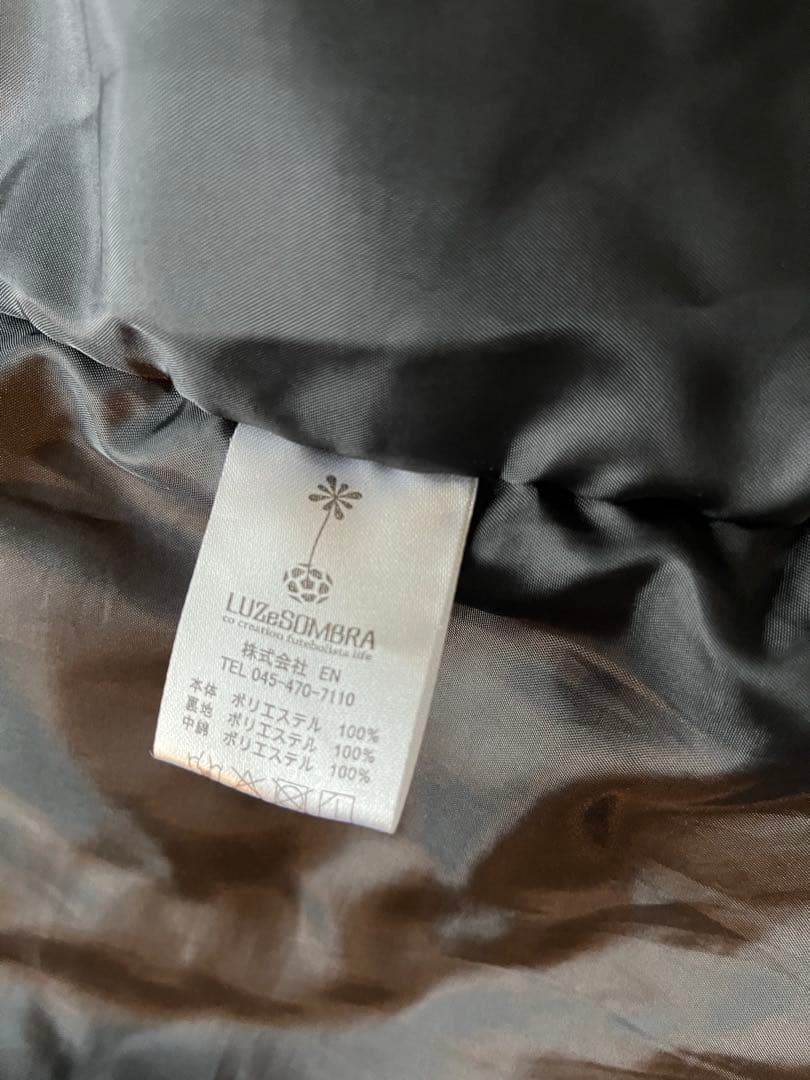 LUZeSOMBRA
co creation futebolista life
株式会社 EN
TEL 045-470-7110
本体 ポリエステル 100%
裏地 ポリエステル 100%
中綿 ポリエステル 100%